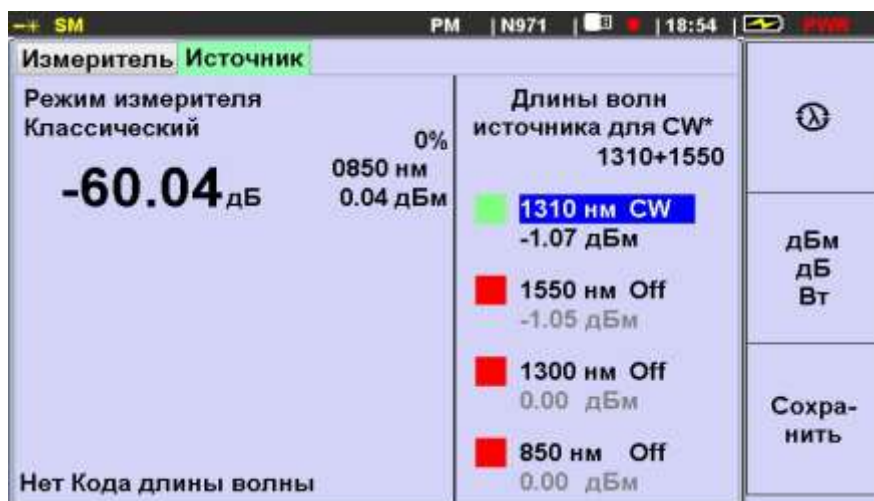 SM PM | N971 | | 18:54 | PWR
Измеритель Источник
Режим измерителя
Классический
0%
0850 нм
-60.04 дБ
0.04 дБм
Нет Кода длины волны
Длины волн
источника для CW*
1310+1550
1310 нм CW
-1.07 дБм
1550 нм Off
-1.05 дБм
1300 нм Off
0.00 дБм
850 нм Off
0.00 дБм
λ
дБм
дБ
Вт
Сохра-
нить